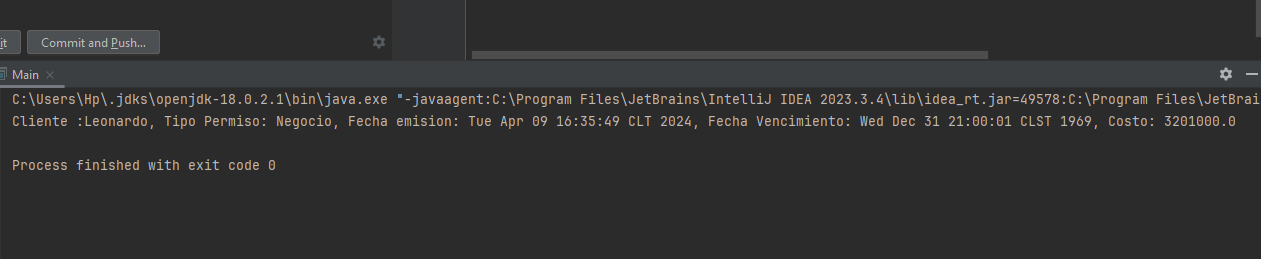 it
Commit and Push...
Main
C:\Users\Hp\.jdks\openjdk-18.0.2.1\bin\java.exe "-javaagent:C:\Program Files\JetBrains\IntelliJ IDEA 2023.3.4\lib\idea_rt.jar=49578:C:\Program Files\JetBrai
Cliente :Leonardo, Tipo Permiso: Negocio, Fecha emision: Tue Apr 09 16:35:49 CLT 2024, Fecha Vencimiento: Wed Dec 31 21:00:01 CLST 1969, Costo: 3201000.0
Process finished with exit code 0